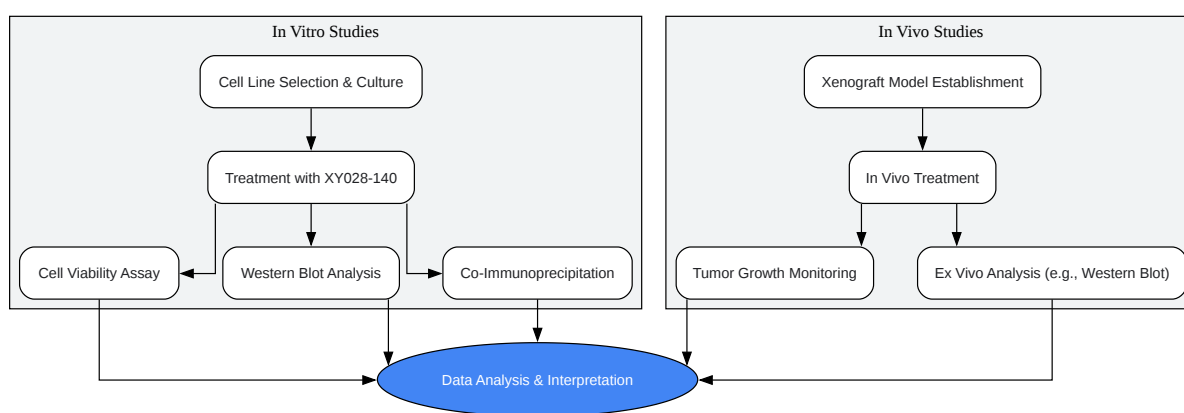 In Vitro Studies
Cell Line Selection & Culture
Treatment with XY028-140
Cell Viability Assay
Western Blot Analysis
Co-Immunoprecipitation
In Vivo Studies
Xenograft Model Establishment
In Vivo Treatment
Tumor Growth Monitoring
Ex Vivo Analysis (e.g., Western Blot)
Data Analysis & Interpretation